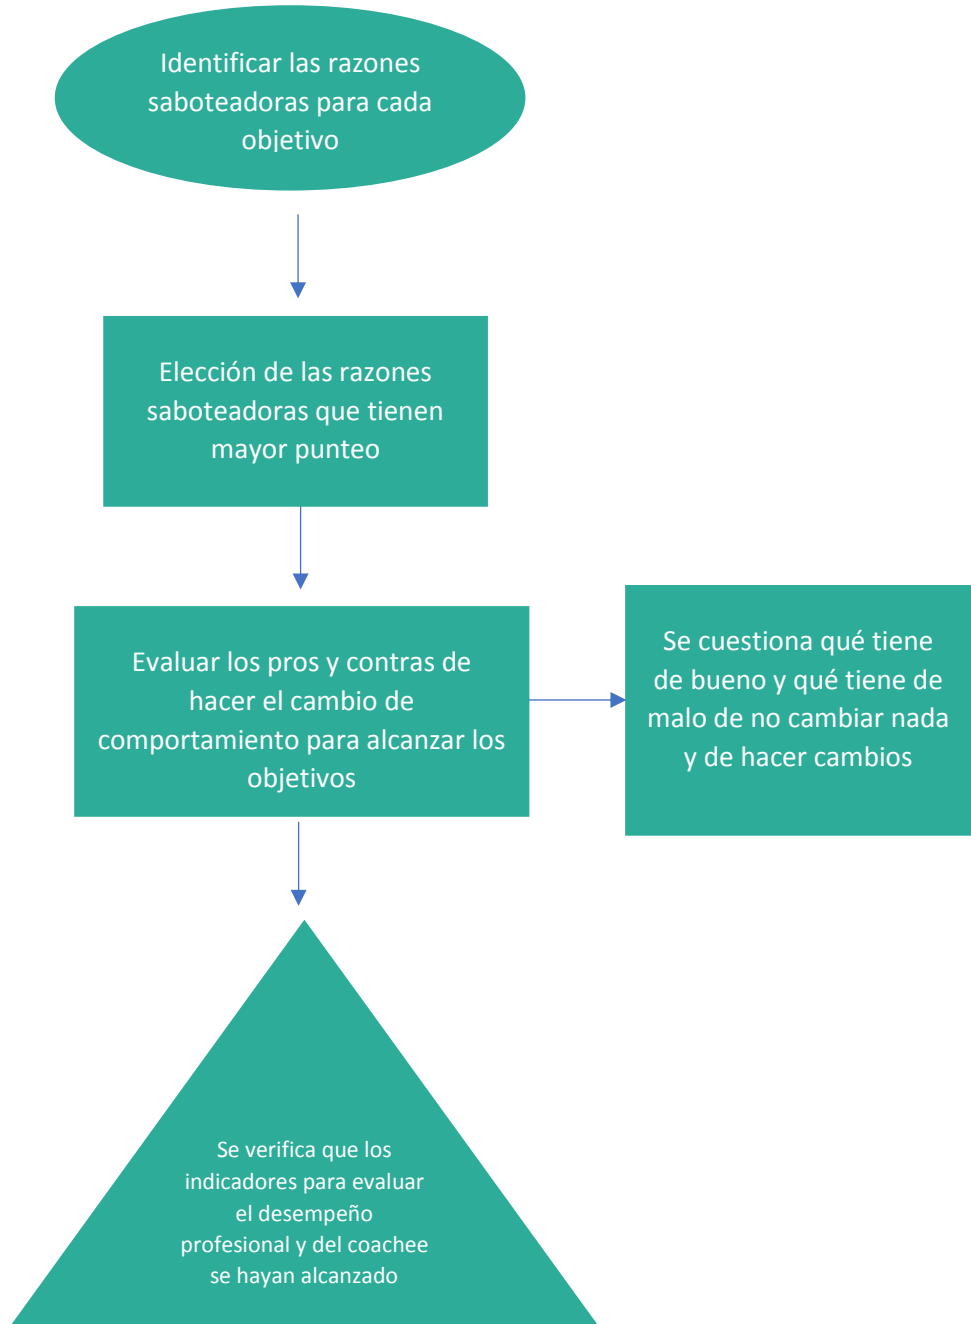 Identificar las razones
saboteadoras para cada
objetivo
Elección de las razones
saboteadoras que tienen
mayor punteo
Evaluar los pros y contras de
hacer el cambio de
comportamiento para alcanzar los
objetivos
Se cuestiona qué tiene
de bueno y qué tiene de
malo de no cambiar nada
y de hacer cambios
Se verifica que los
indicadores para evaluar
el desempeño
profesional y del coachee
se hayan alcanzado